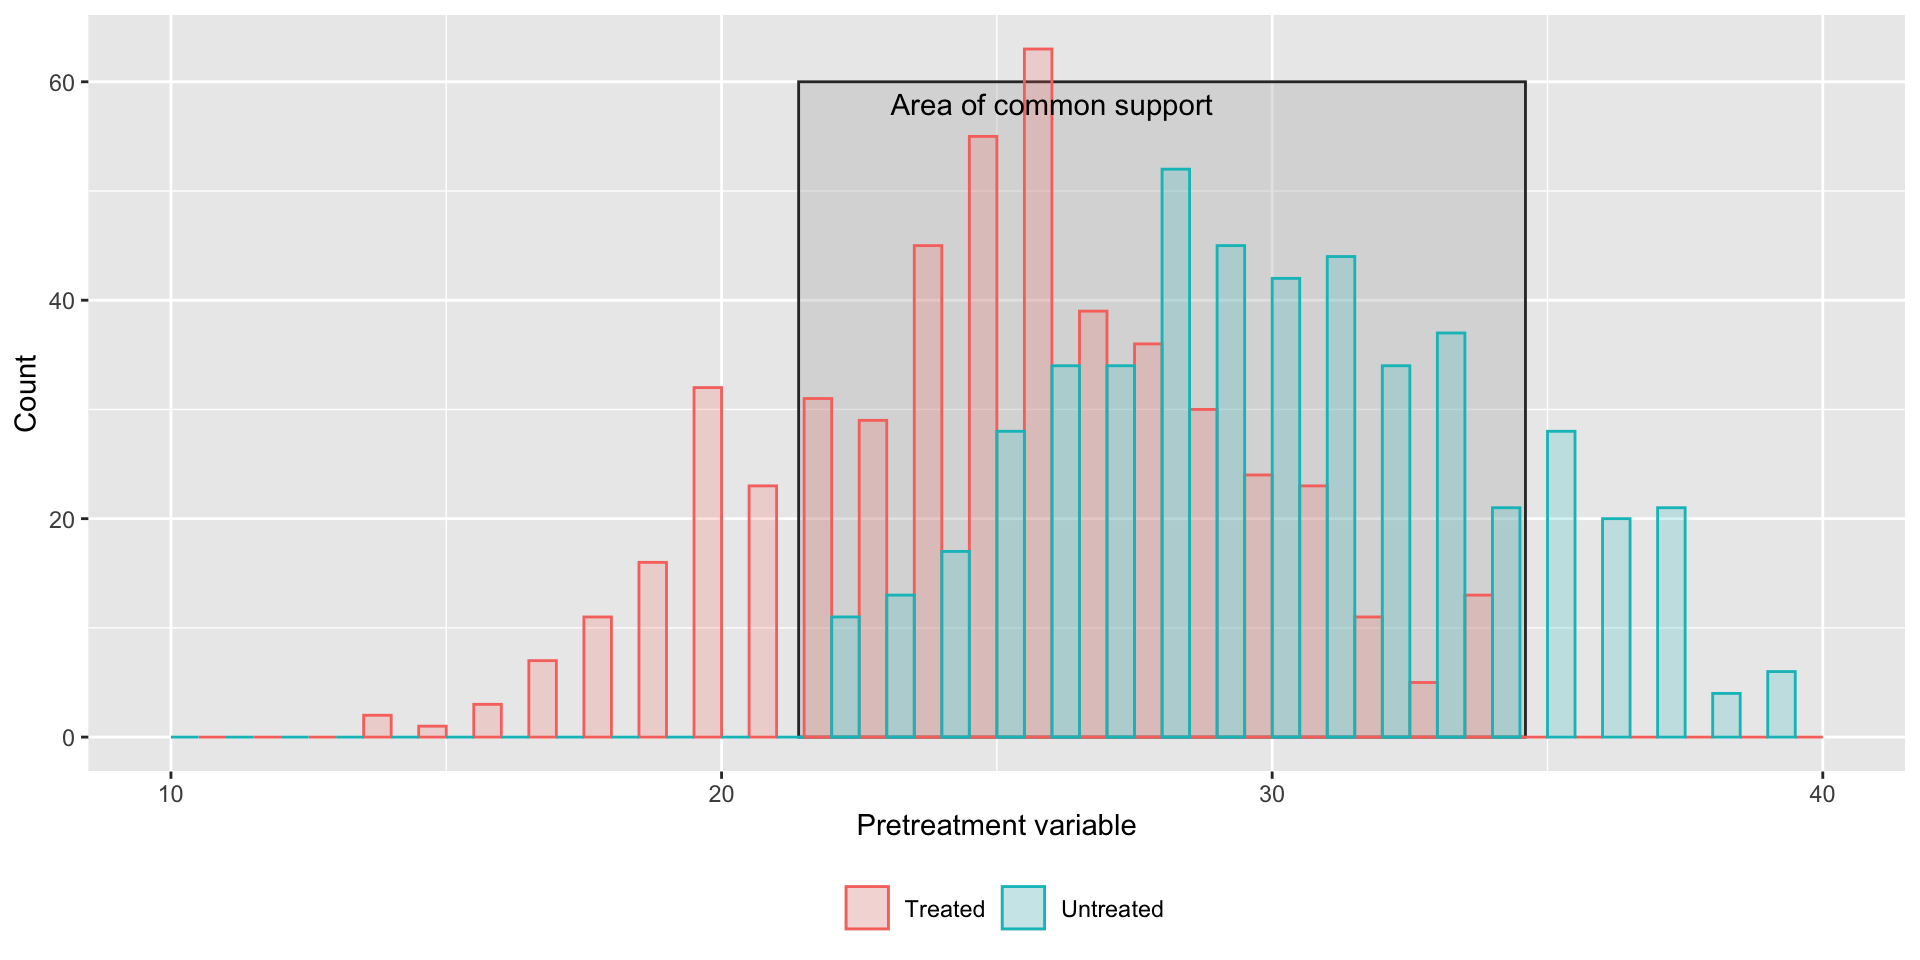 60
Area of common support
40
Count
20
0
10 20 30 40
Pretreatment variable
Treated Untreated